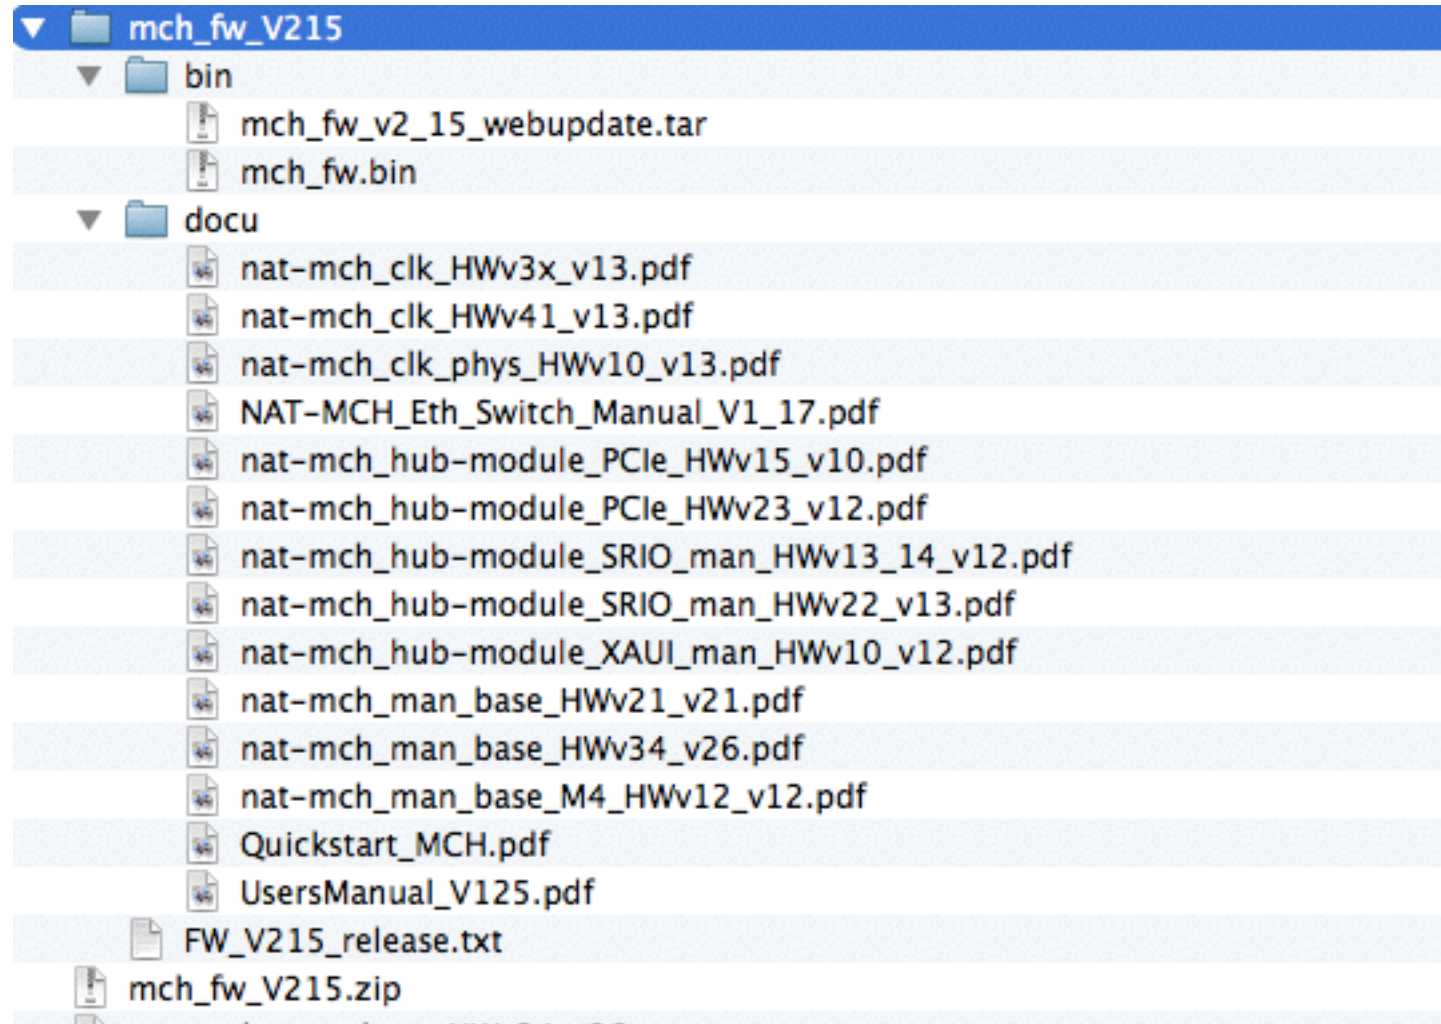 mch_fw_V215
bin
mch_fw_v2_15_webupdate.tar
mch_fw.bin
docu
nat-mch_clk_HWv3x_v13.pdf
nat-mch_clk_HWv41_v13.pdf
nat-mch_clk_phys_HWv10_v13.pdf
NAT-MCH_Eth_Switch_Manual_V1_17.pdf
nat-mch_hub-module_PCIe_HWv15_v10.pdf
nat-mch_hub-module_PCIe_HWv23_v12.pdf
nat-mch_hub-module_SRIO_man_HWv13_14_v12.pdf
nat-mch_hub-module_SRIO_man_HWv22_v13.pdf
nat-mch_hub-module_XAUI_man_HWv10_v12.pdf
nat-mch_man_base_HWv21_v21.pdf
nat-mch_man_base_HWv34_v26.pdf
nat-mch_man_base_M4_HWv12_v12.pdf
Quickstart_MCH.pdf
UsersManual_V125.pdf
FW_V215_release.txt
mch_fw_V215.zip